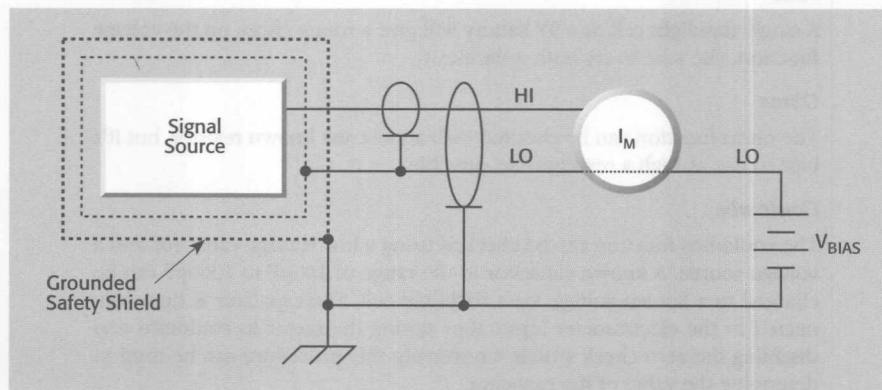 Signal
Source
HI
LO
I_M
LO
V_BIAS
Grounded
Safety Shield